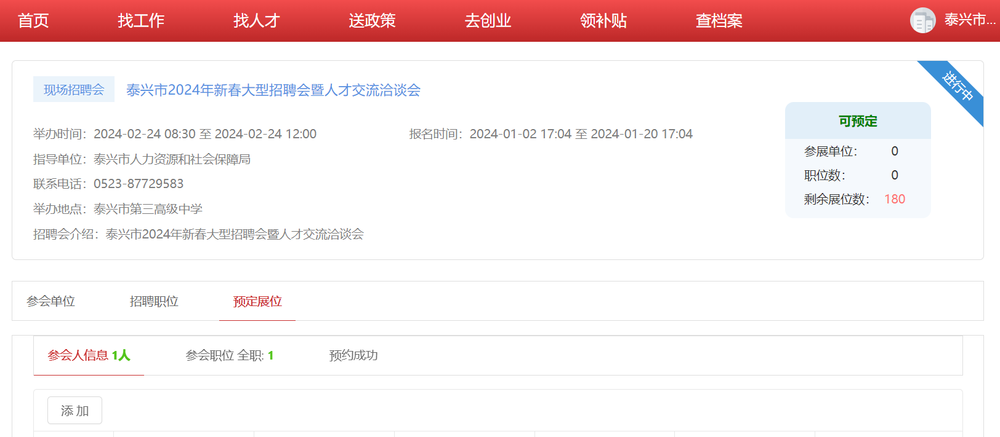 首页 找工作 找人才 送政策 去创业 领补贴 查档案 泰兴市...
现场招聘会 泰兴市2024年新春大型招聘会暨人才交流洽谈会
进行中
举办时间：2024-02-24 08:30 至 2024-02-24 12:00 报名时间：2024-01-02 17:04 至 2024-01-20 17:04
指导单位：泰兴市人力资源和社会保障局
联系电话：0523-87729583
举办地点：泰兴市第三高级中学
招聘会介绍：泰兴市2024年新春大型招聘会暨人才交流洽谈会
可预定
参展单位： 0
职位数： 0
剩余展位数： 180
参会单位 招聘职位 预定展位
参会人信息 1人 参会职位 全职: 1 预约成功
添 加